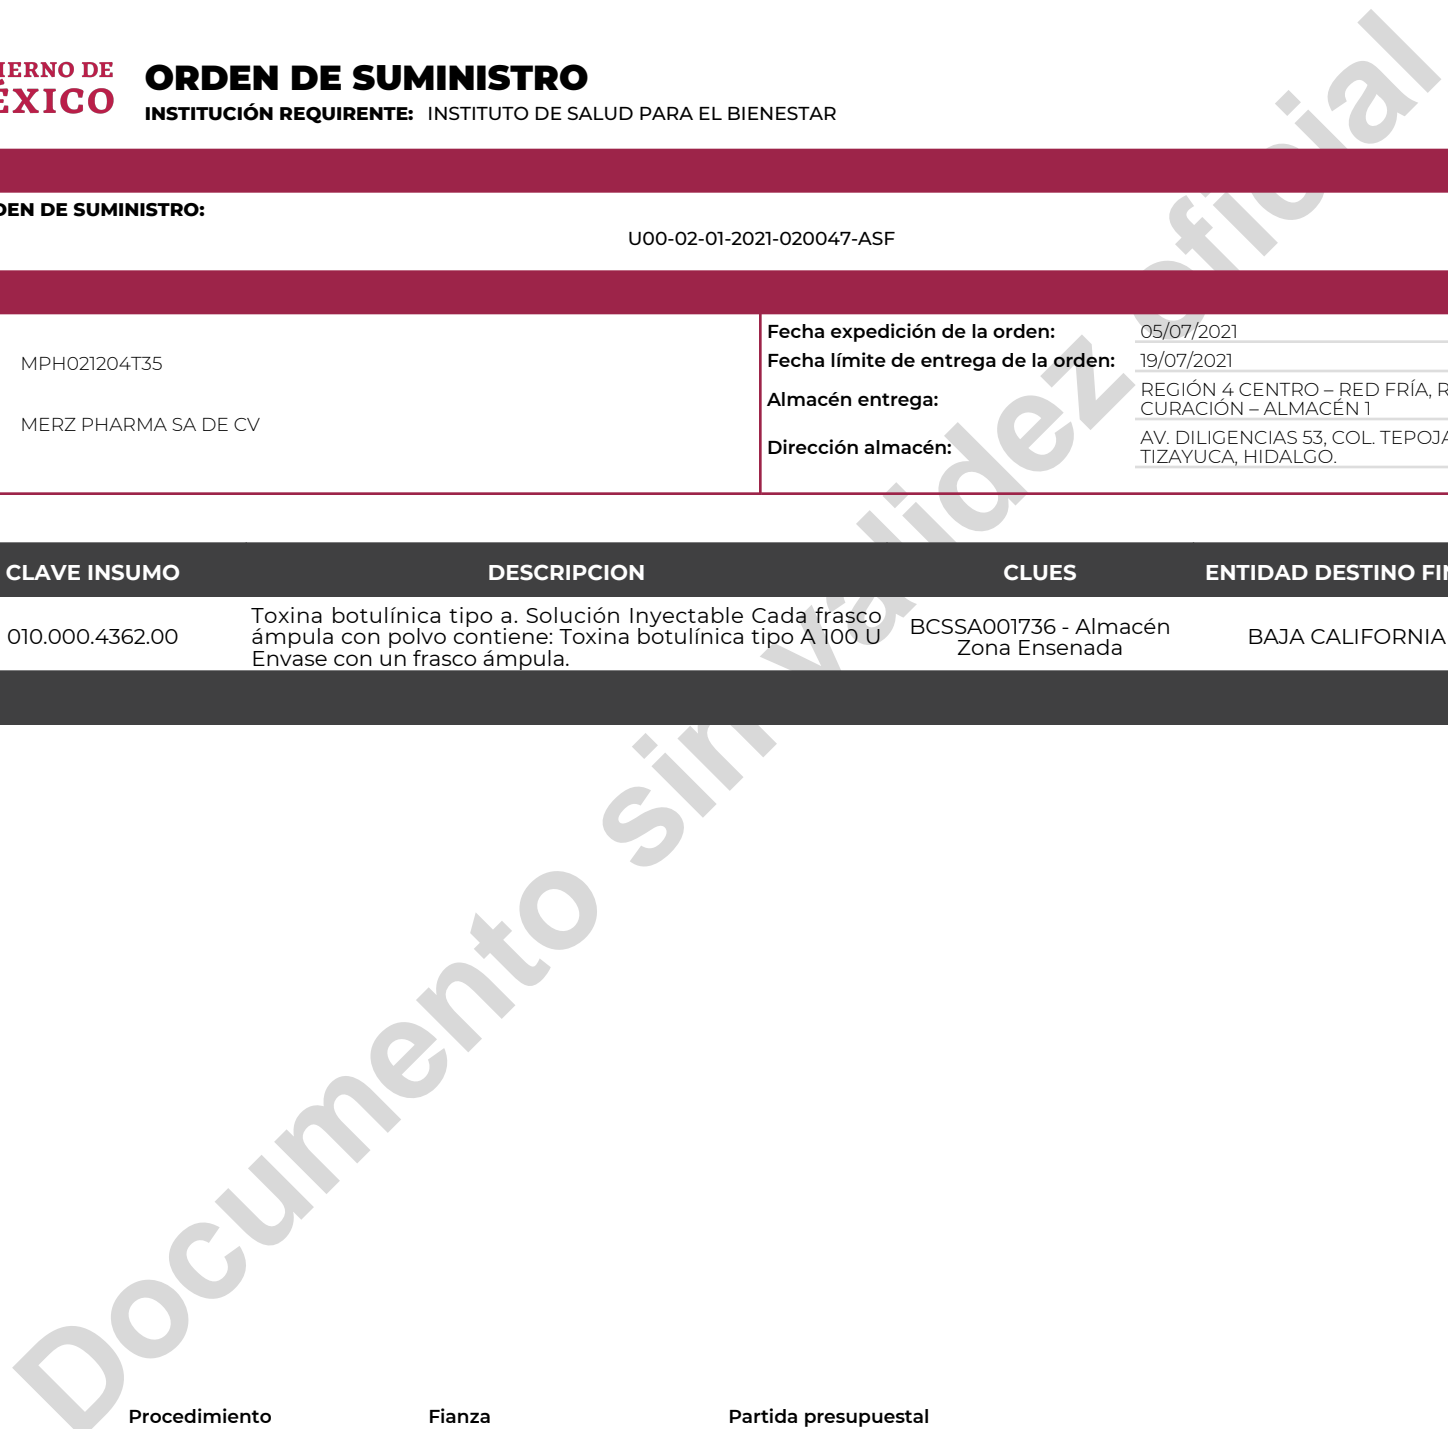 IERNO DE
ÉXICO
ORDEN DE SUMINISTRO
INSTITUCIÓN REQUIRENTE: INSTITUTO DE SALUD PARA EL BIENESTAR
DEN DE SUMINISTRO:
U00-02-01-2021-020047-ASF
MPH021204T35
MERZ PHARMA SA DE CV
Fecha expedición de la orden: 05/07/2021
Fecha límite de entrega de la orden: 19/07/2021
Almacén entrega: REGIÓN 4 CENTRO – RED FRÍA, R
CURACIÓN – ALMACÉN 1
Dirección almacén: AV. DILIGENCIAS 53, COL. TEPOJA
TIZAYUCA, HIDALGO.
CLAVE INSUMO DESCRIPCION CLUES ENTIDAD DESTINO FIN
010.000.4362.00
Toxina botulínica tipo a. Solución Inyectable Cada frasco
ámpula con polvo contiene: Toxina botulínica tipo A 100 U
Envase con un frasco ámpula.
BCSSA001736 - Almacén
Zona Ensenada
BAJA CALIFORNIA
Documento sin validez oficial
Procedimiento Fianza Partida presupuestal